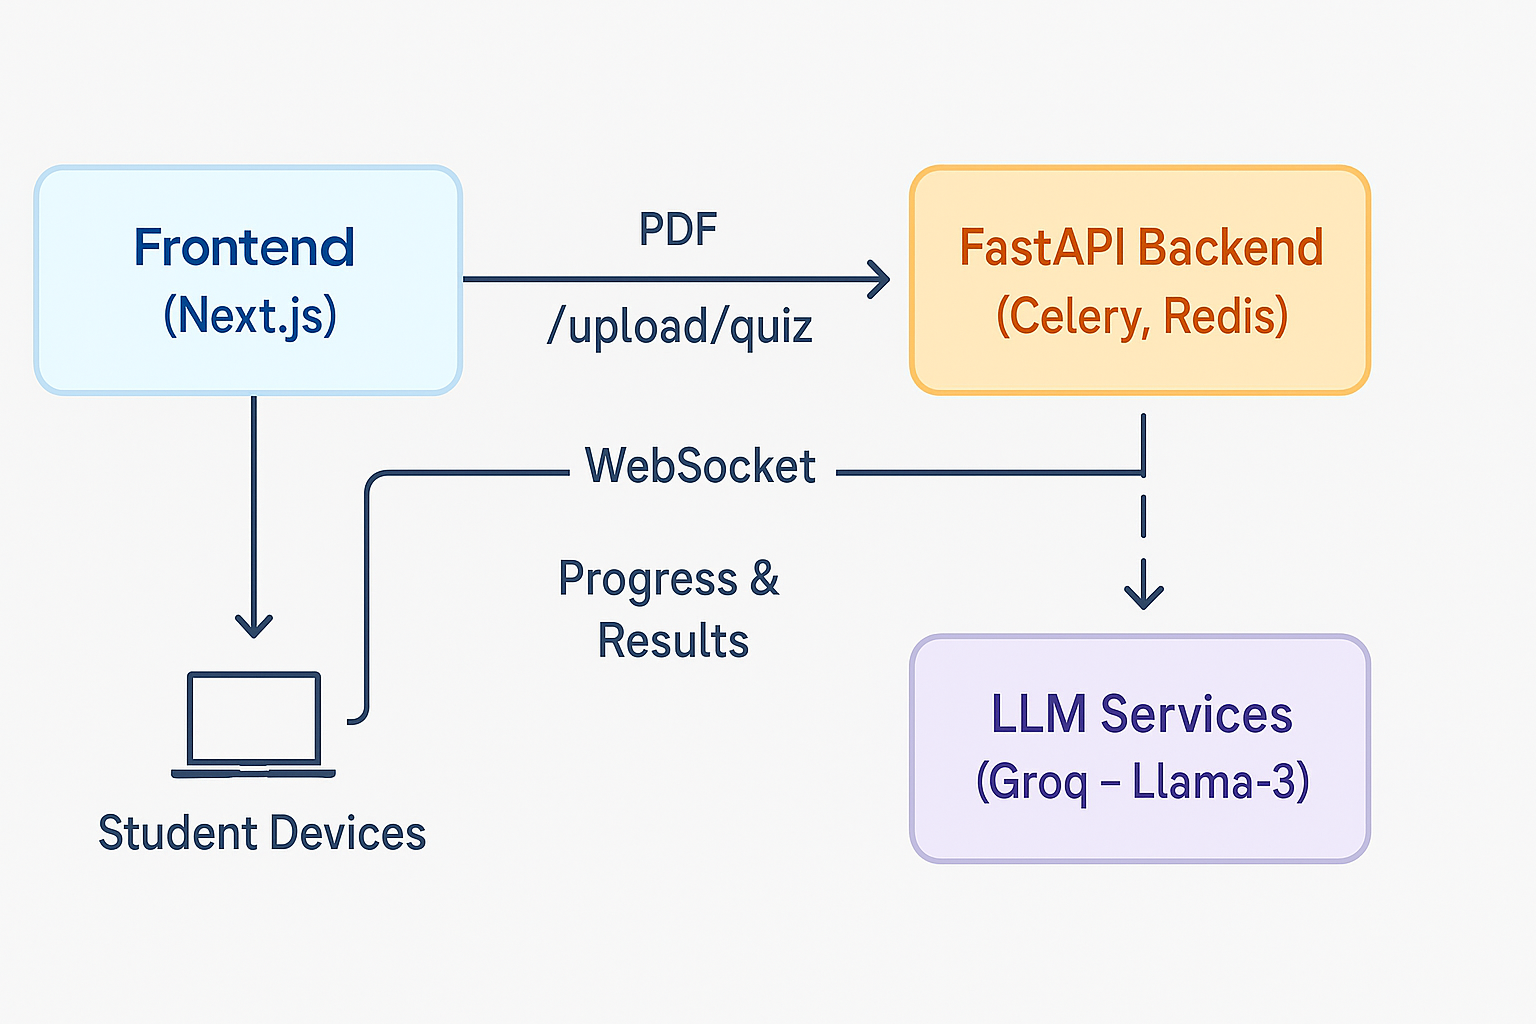 Frontend
(Next.js)
PDF
/upload/quiz
FastAPI Backend
(Celery, Redis)
WebSocket
Progress &
Results
Student Devices
LLM Services
(Groq – Llama-3)